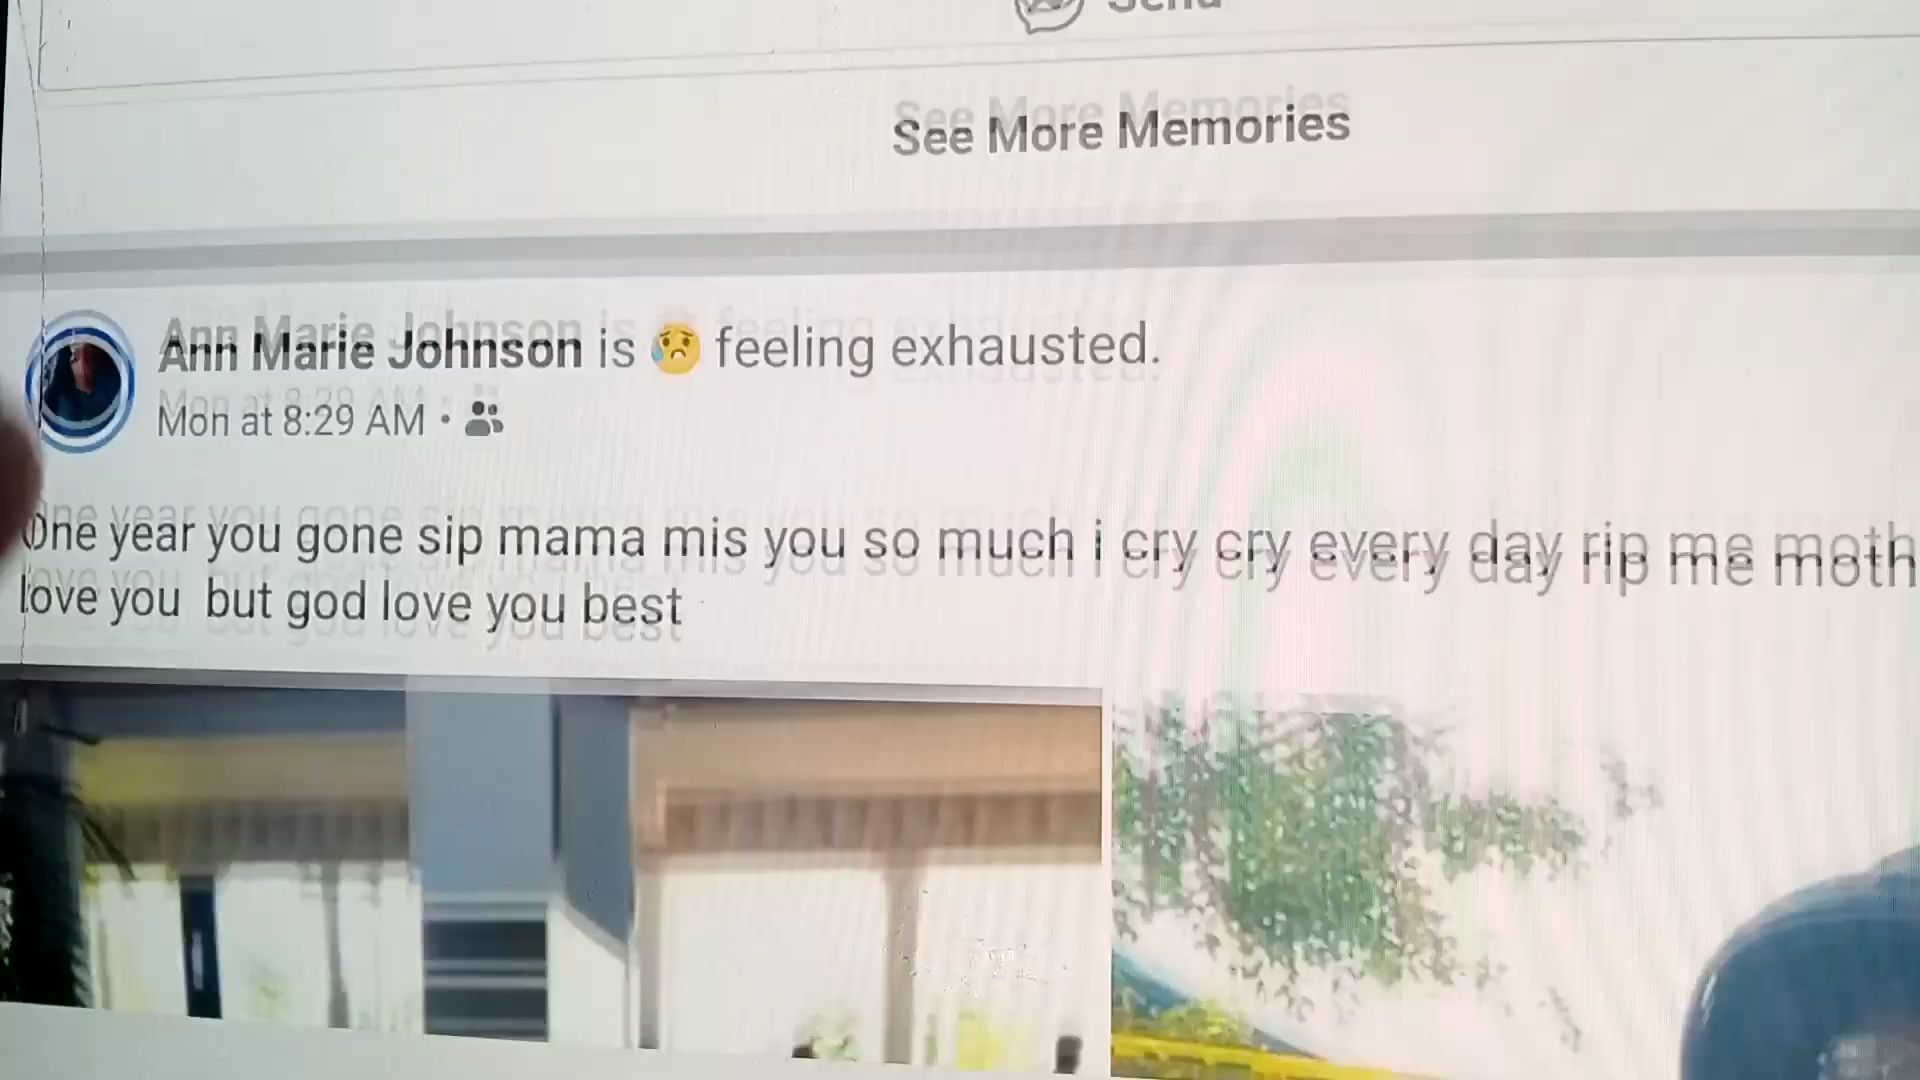 Send
See More Memories
Ann Marie Johnson is 😥 feeling exhausted.
Mon at 8:29 AM ·
One year you gone sip mama mis you so much i cry cry every day rip me moth
love you but god love you best